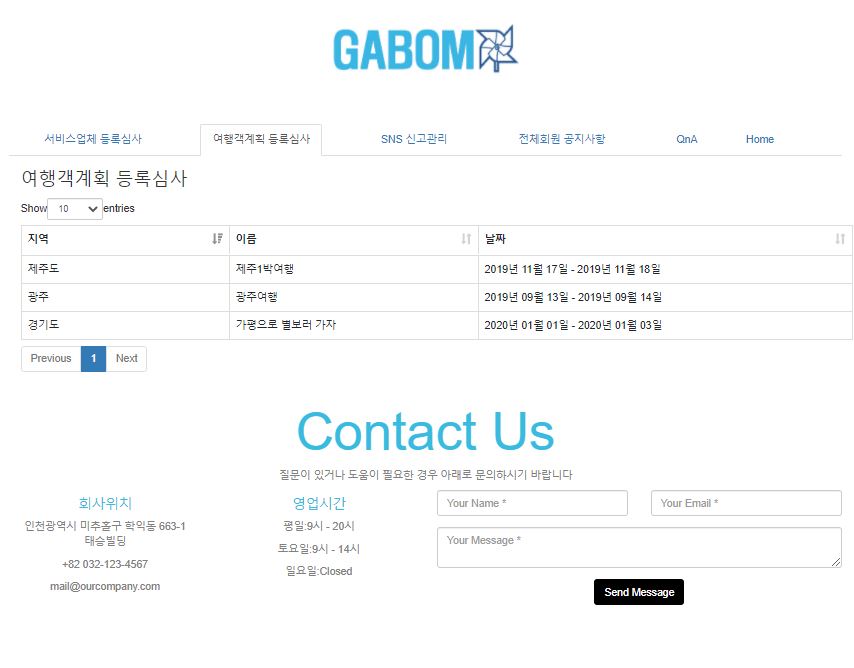 GABOM
서비스업체 등록심사 여행객계획 등록심사 SNS 신고관리 전체회원 공지사항 QnA Home
여행객계획 등록심사
Show 10 entries
지역 이름 날짜
제주도 제주1박여행 2019년 11월 17일 - 2019년 11월 18일
광주 광주여행 2019년 09월 13일 - 2019년 09월 14일
경기도 가평으로 별보러 가자 2020년 01월 01일 - 2020년 01월 03일
Previous 1 Next
Contact Us
질문이 있거나 도움이 필요한 경우 아래로 문의하시기 바랍니다
회사위치
인천광역시 미추홀구 학익동 663-1
태승빌딩
+82 032-123-4567
mail@ourcompany.com
영업시간
평일:9시 - 20시
토요일:9시 - 14시
일요일:Closed
Your Name * Your Email *
Your Message *
Send Message